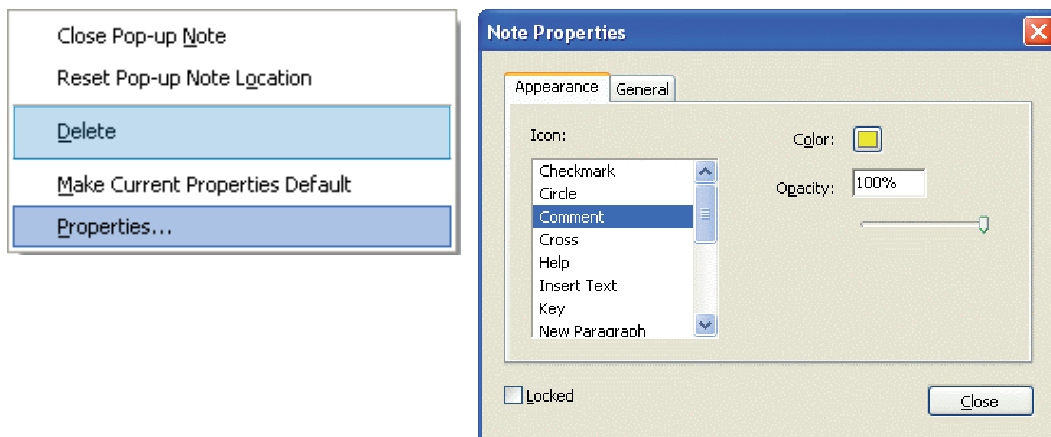 Close Pop-up Note
Reset Pop-up Note Location
Delete
Make Current Properties Default
Properties...
Note Properties
Appearance
General
Icon:
Checkmark
Circle
Comment
Cross
Help
Insert Text
Key
New Paragraph
Color:
Opacity: 100%
Locked
Close